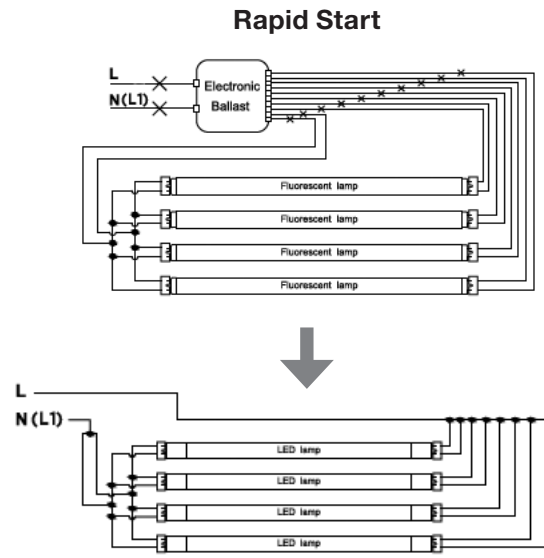 Rapid Start
L
N(L1)
Electronic
Ballast
Fluorescent lamp
Fluorescent lamp
Fluorescent lamp
Fluorescent lamp
L
N (L1)
LED lamp
LED lamp
LED lamp
LED lamp